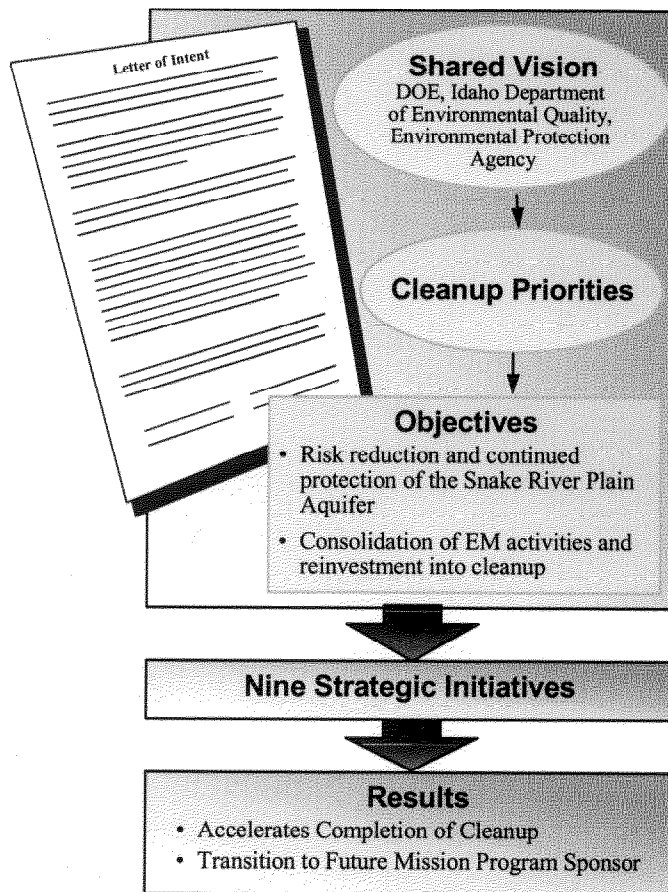 Letter of Intent
Shared Vision
DOE, Idaho Department
of Environmental Quality,
Environmental Protection
Agency
Cleanup Priorities
Objectives
• Risk reduction and continued
protection of the Snake River Plain
Aquifer
• Consolidation of EM activities and
reinvestment into cleanup
Nine Strategic Initiatives
Results
• Accelerates Completion of Cleanup
• Transition to Future Mission Program Sponsor